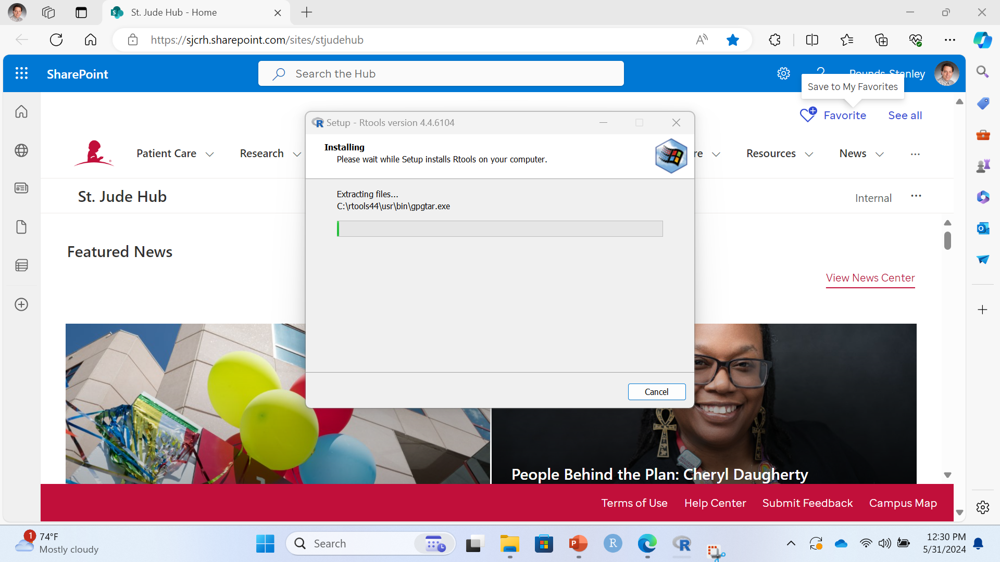 St. Jude Hub - Home
https://sjcrh.sharepoint.com/sites/stjudehub
SharePoint
Search the Hub
Pounds, Stanley
Save to My Favorites
Favorite
See all
Patient Care
Research
re
Resources
News
St. Jude Hub
Internal
Featured News
View News Center
Setup - Rtools version 4.4.6104
Installing
Please wait while Setup installs Rtools on your computer.
Extracting files...
C:\rtools44\usr\bin\gpgtar.exe
Cancel
People Behind the Plan: Cheryl Daugherty
Terms of Use
Help Center
Submit Feedback
Campus Map
1
74°F
Mostly cloudy
Search
12:30 PM
5/31/2024